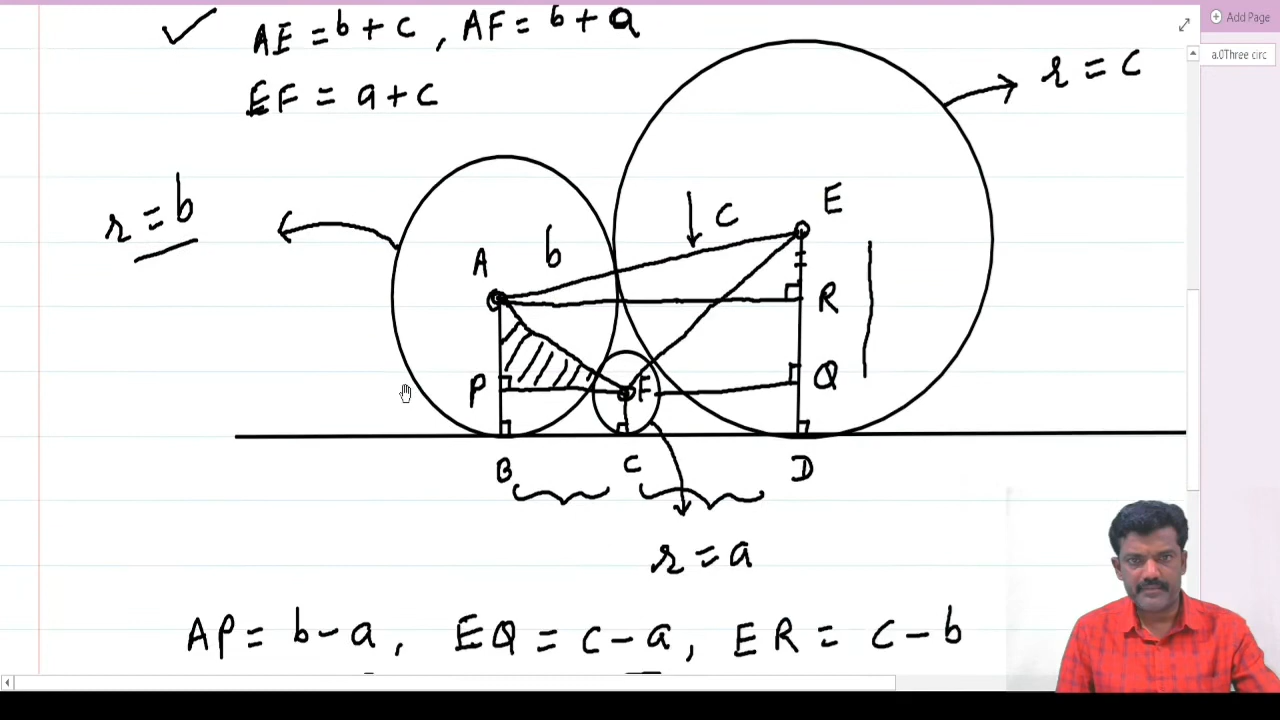 AE = b + c , AF = b + a
EF = a + c
Add Page
a.0Three circ
r = c
r = b
A b c E
R
P F Q
B C D
r = a
AP = b - a , EQ = c - a , ER = c - b